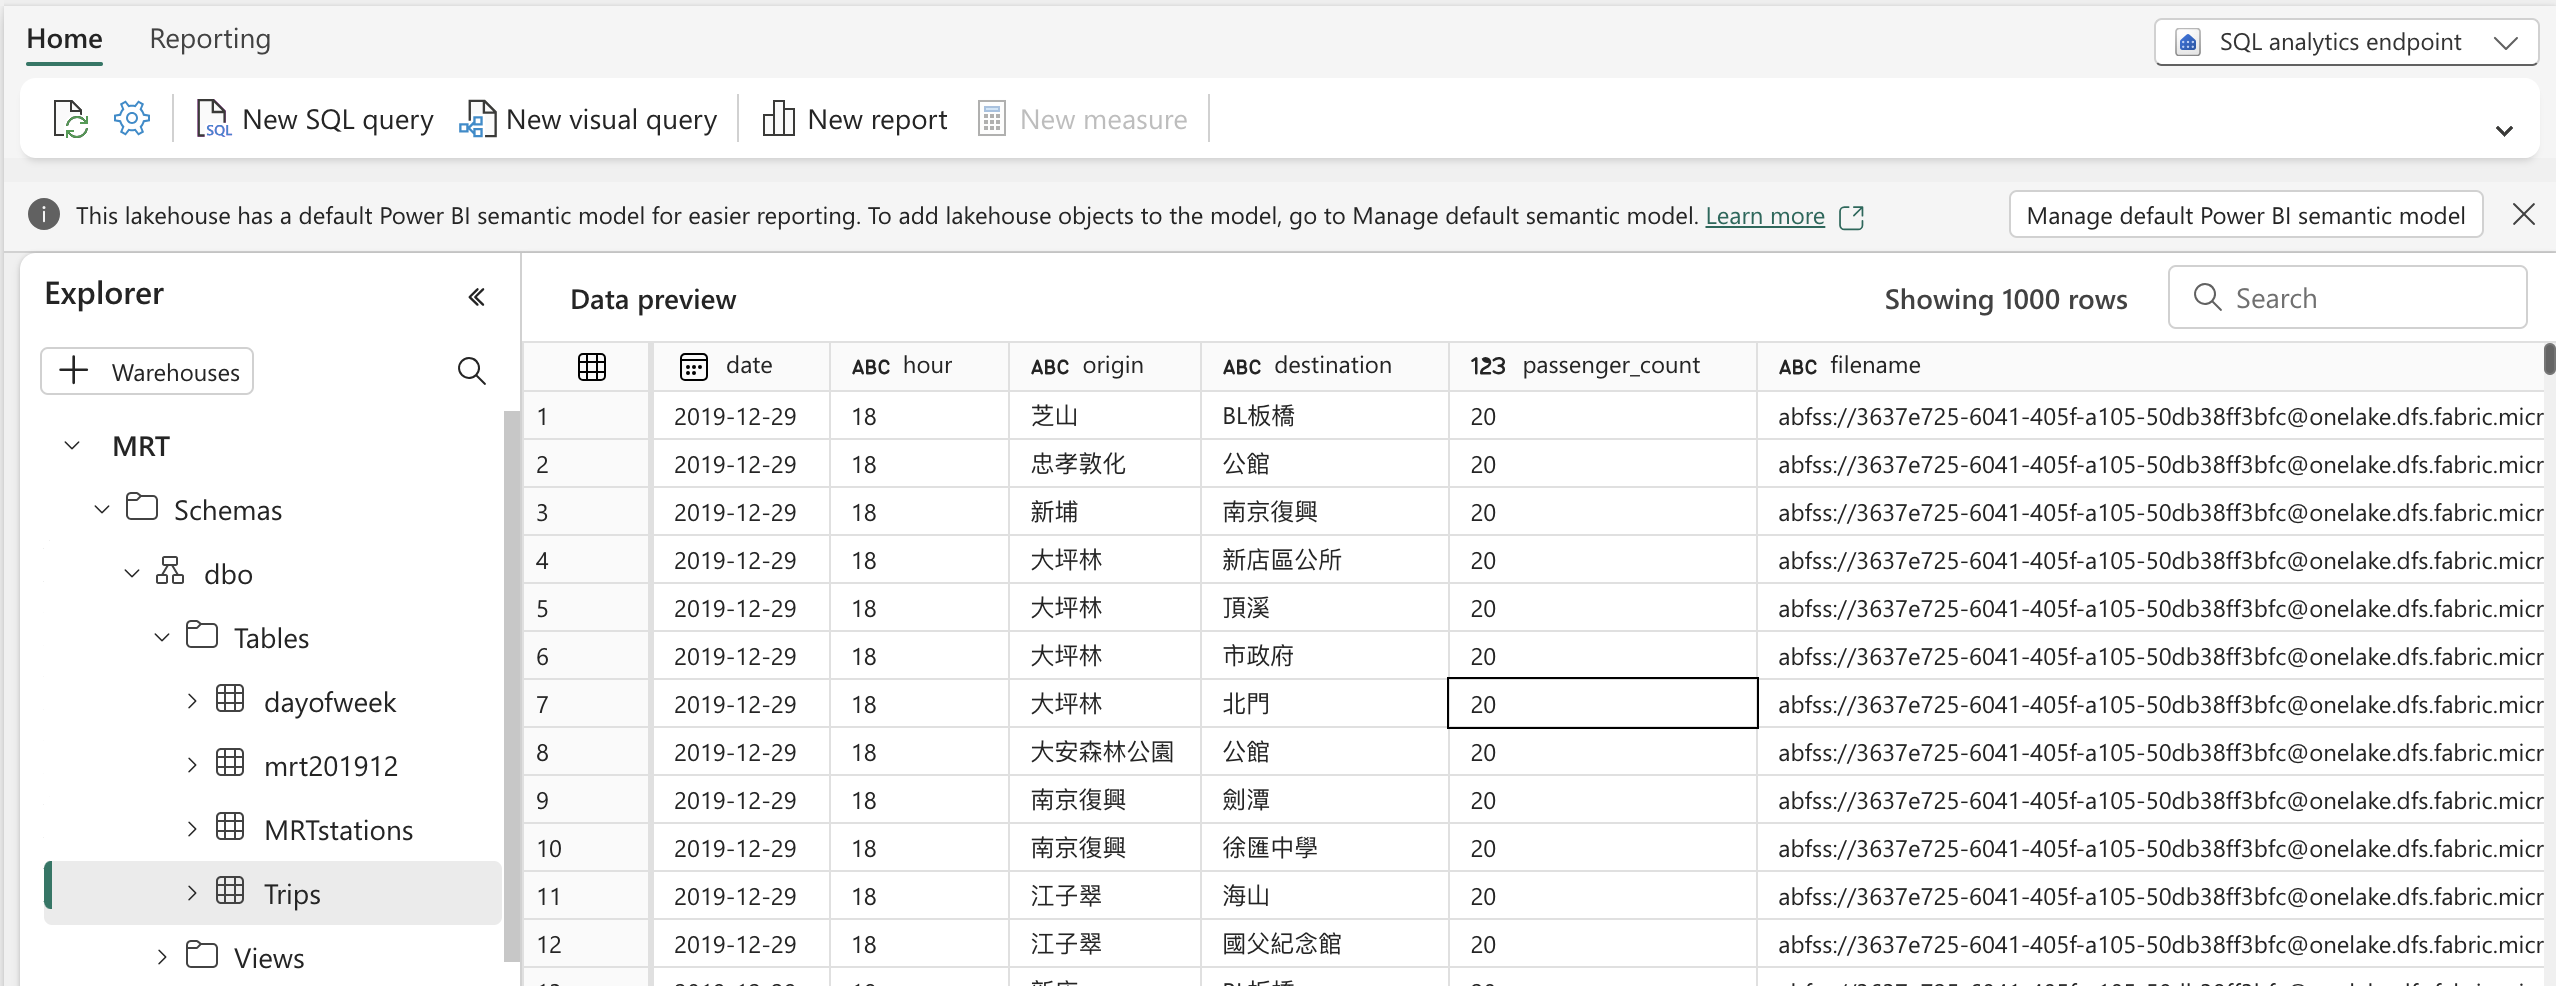 Home Reporting SQL analytics endpoint
New SQL query New visual query New report New measure
This lakehouse has a default Power BI semantic model for easier reporting. To add lakehouse objects to the model, go to Manage default semantic model. Learn more Manage default Power BI semantic model
Explorer
Warehouses
MRT
Schemas
dbo
Tables
dayofweek
mrt201912
MRTstations
Trips
Views
Data preview Showing 1000 rows Search
date ABC hour ABC origin ABC destination 123 passenger_count ABC filename
1 2019-12-29 18 芝山 BL板橋 20 abfss://3637e725-6041-405f-a105-50db38ff3bfc@onelake.dfs.fabric.micr
2 2019-12-29 18 忠孝敦化 公館 20 abfss://3637e725-6041-405f-a105-50db38ff3bfc@onelake.dfs.fabric.micr
3 2019-12-29 18 新埔 南京復興 20 abfss://3637e725-6041-405f-a105-50db38ff3bfc@onelake.dfs.fabric.micr
4 2019-12-29 18 大坪林 新店區公所 20 abfss://3637e725-6041-405f-a105-50db38ff3bfc@onelake.dfs.fabric.micr
5 2019-12-29 18 大坪林 頂溪 20 abfss://3637e725-6041-405f-a105-50db38ff3bfc@onelake.dfs.fabric.micr
6 2019-12-29 18 大坪林 市政府 20 abfss://3637e725-6041-405f-a105-50db38ff3bfc@onelake.dfs.fabric.micr
7 2019-12-29 18 大坪林 北門 20 abfss://3637e725-6041-405f-a105-50db38ff3bfc@onelake.dfs.fabric.micr
8 2019-12-29 18 大安森林公園 公館 20 abfss://3637e725-6041-405f-a105-50db38ff3bfc@onelake.dfs.fabric.micr
9 2019-12-29 18 南京復興 劍潭 20 abfss://3637e725-6041-405f-a105-50db38ff3bfc@onelake.dfs.fabric.micr
10 2019-12-29 18 南京復興 徐匯中學 20 abfss://3637e725-6041-405f-a105-50db38ff3bfc@onelake.dfs.fabric.micr
11 2019-12-29 18 江子翠 海山 20 abfss://3637e725-6041-405f-a105-50db38ff3bfc@onelake.dfs.fabric.micr
12 2019-12-29 18 江子翠 國父紀念館 20 abfss://3637e725-6041-405f-a105-50db38ff3bfc@onelake.dfs.fabric.micr